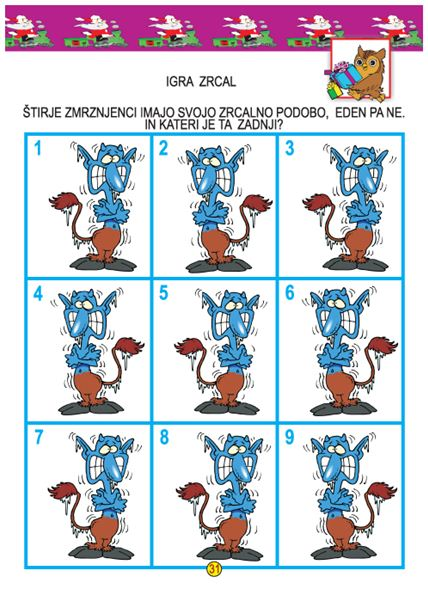 IGRA ZRCAL
ŠTIRJE ZMRZNJENCI IMAJO SVOJO ZRCALNO PODOBO, EDEN PA NE.
IN KATERI JE TA ZADNJI?
1 2 3
4 5 6
7 8 9
31